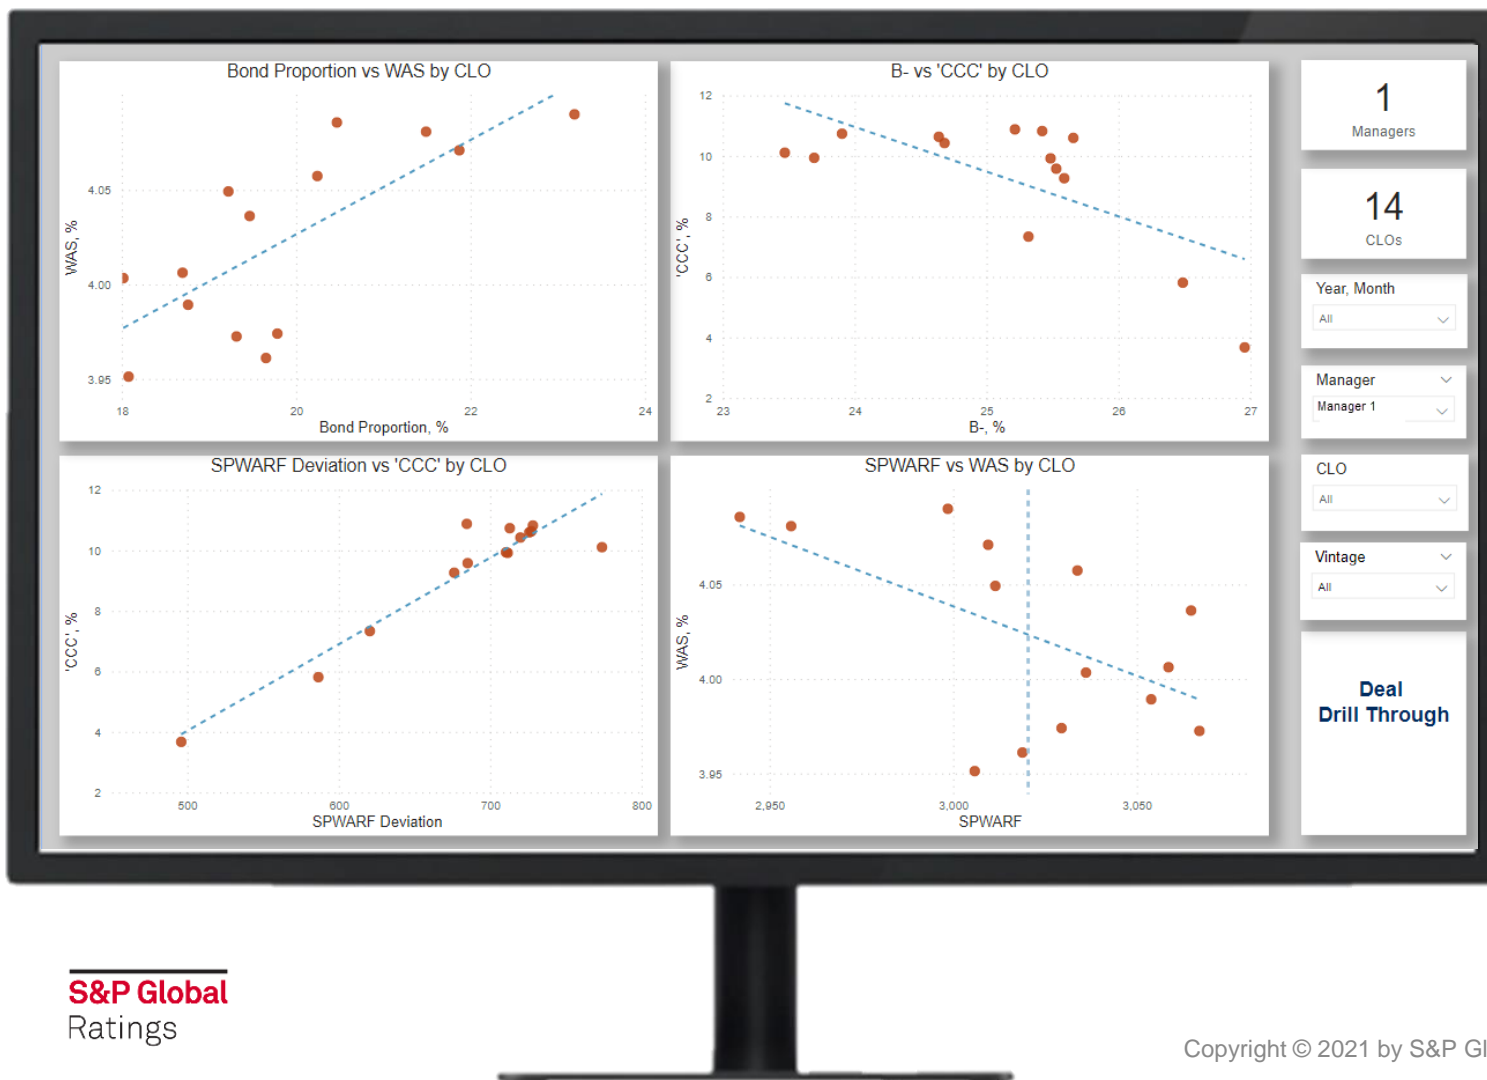 Bond Proportion vs WAS by CLO
WAS, %
4.05
4.00
3.95
18 20 22 24
Bond Proportion, %
B- vs 'CCC' by CLO
'CCC', %
12
10
8
6
4
2
23 24 25 26 27
B-, %
SPWARF Deviation vs 'CCC' by CLO
'CCC', %
12
10
8
6
4
2
500 600 700 800
SPWARF Deviation
SPWARF vs WAS by CLO
WAS, %
4.05
4.00
3.95
2,950 3,000 3,050
SPWARF
1
Managers
14
CLOs
Year, Month
All
Manager
Manager 1
CLO
All
Vintage
All
Deal
Drill Through
S&P Global
Ratings
Copyright © 2021 by S&P Gl